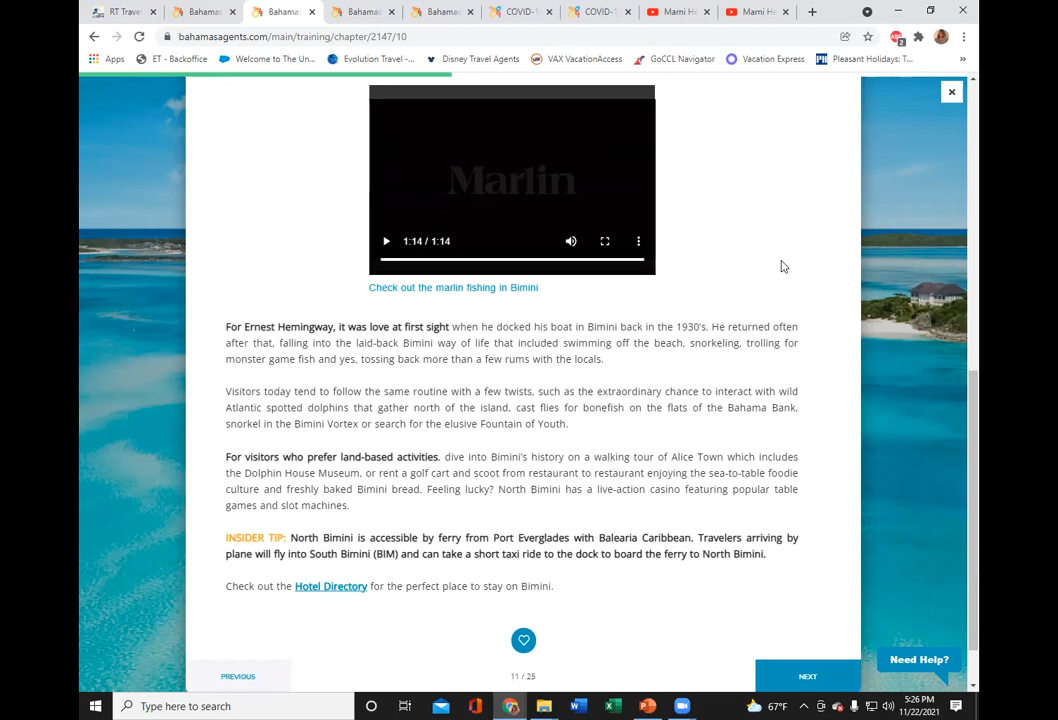 RT Travel
Bahamas
Bahamas
Bahamas
Bahamas
COVID-1
COVID-1
Marni He
Marni He
bahamasagents.com/main/training/chapter/2147/10
2
Apps
ET - Backoffice
Welcome to The Un...
Evolution Travel -...
Disney Travel Agents
VAX VacationAccess
GoCCL Navigator
Vacation Express
Pleasant Holidays: T...
Marlin
1:14 / 1:14
Check out the marlin fishing in Bimini
For Ernest Hemingway, it was love at first sight when he docked his boat in Bimini back in the 1930's. He returned often
after that, falling into the laid-back Bimini way of life that included swimming off the beach, snorkeling, trolling for
monster game fish and yes, tossing back more than a few rums with the locals.
Visitors today tend to follow the same routine with a few twists, such as the extraordinary chance to interact with wild
Atlantic spotted dolphins that gather north of the island, cast flies for bonefish on the flats of the Bahama Bank,
snorkel in the Bimini Vortex or search for the elusive Fountain of Youth.
For visitors who prefer land-based activities, dive into Bimini's history on a walking tour of Alice Town which includes
the Dolphin House Museum, or rent a golf cart and scoot from restaurant to restaurant enjoying the sea-to-table foodie
culture and freshly baked Bimini bread. Feeling lucky? North Bimini has a live-action casino featuring popular table
games and slot machines.
INSIDER TIP: North Bimini is accessible by ferry from Port Everglades with Balearia Caribbean. Travelers arriving by
plane will fly into South Bimini (BIM) and can take a short taxi ride to the dock to board the ferry to North Bimini.
Check out the Hotel Directory for the perfect place to stay on Bimini.
PREVIOUS
11 / 25
NEXT
Need Help?
Type here to search
67°F
5:26 PM
11/22/2021